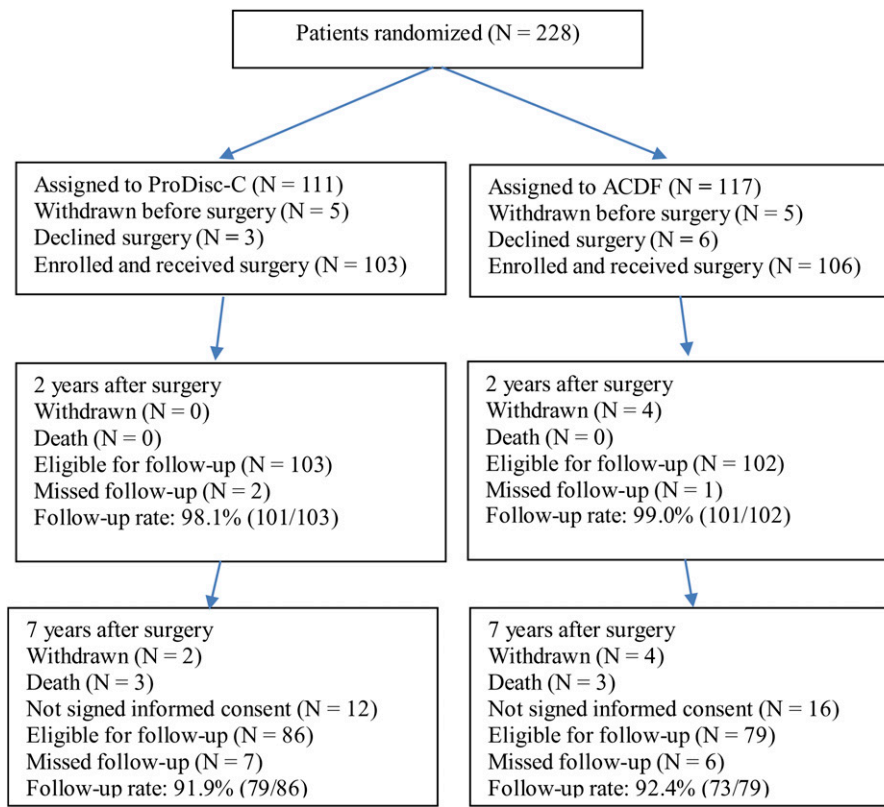 Patients randomized (N = 228)
Assigned to ProDisc-C (N = 111)
Withdrawn before surgery (N = 5)
Declined surgery (N = 3)
Enrolled and received surgery (N = 103)
Assigned to ACDF (N = 117)
Withdrawn before surgery (N = 5)
Declined surgery (N = 6)
Enrolled and received surgery (N = 106)
2 years after surgery
Withdrawn (N = 0)
Death (N = 0)
Eligible for follow-up (N = 103)
Missed follow-up (N = 2)
Follow-up rate: 98.1% (101/103)
2 years after surgery
Withdrawn (N = 4)
Death (N = 0)
Eligible for follow-up (N = 102)
Missed follow-up (N = 1)
Follow-up rate: 99.0% (101/102)
7 years after surgery
Withdrawn (N = 2)
Death (N = 3)
Not signed informed consent (N = 12)
Eligible for follow-up (N = 86)
Missed follow-up (N = 7)
Follow-up rate: 91.9% (79/86)
7 years after surgery
Withdrawn (N = 4)
Death (N = 3)
Not signed informed consent (N = 16)
Eligible for follow-up (N = 79)
Missed follow-up (N = 6)
Follow-up rate: 92.4% (73/79)